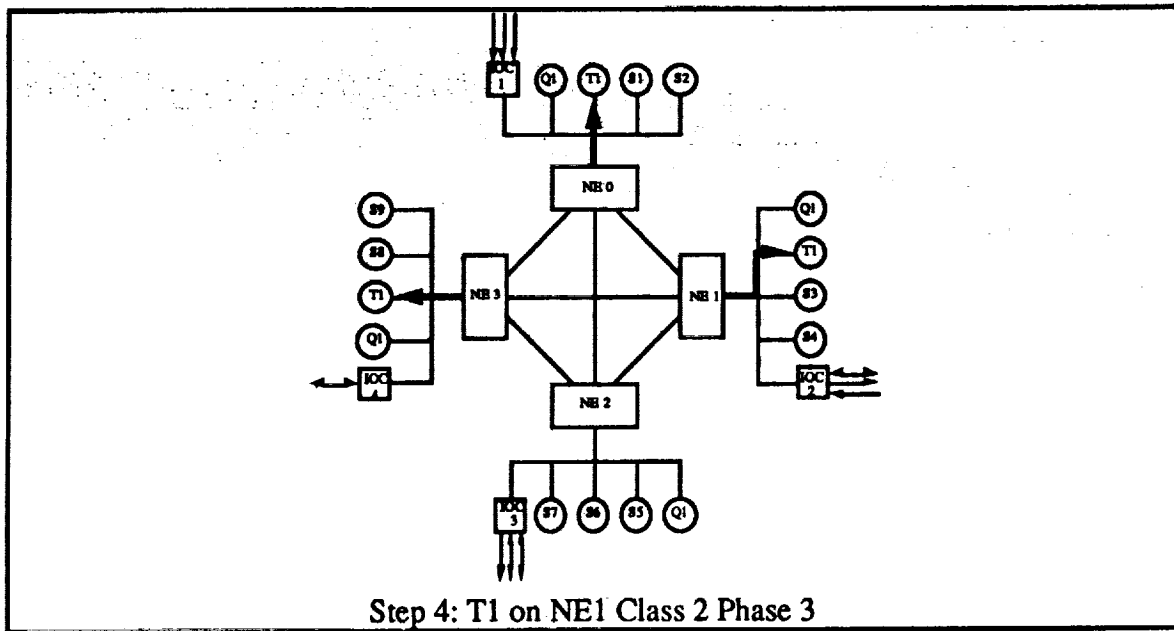 IOC 1 Q1 T1 S1 S2
NE 0
S9
S8
T1
Q1
IOC 4
NE 3
NE 1
Q1
T1
S3
S4
IOC 2
NE 2
IOC 3 S7 S6 S5 Q1
Step 4: T1 on NE1 Class 2 Phase 3